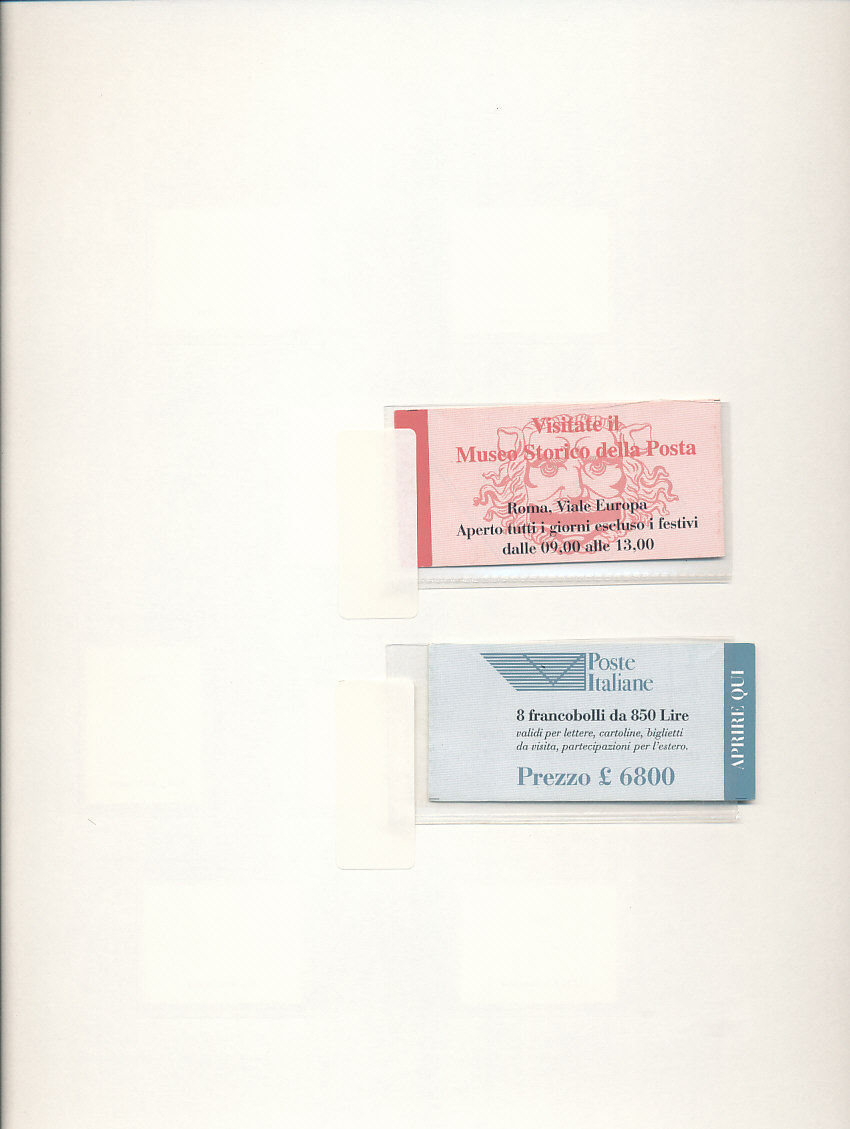 Visitate il
Museo Storico della Posta
Roma, Viale Europa
Aperto tutti i giorni escluso i festivi
dalle 09,00 alle 13,00
Poste
Italiane
8 francobolli da 850 Lire
validi per lettere, cartoline, biglietti
da visita, partecipazioni per l'estero.
Prezzo £ 6800
APRIRE QUI